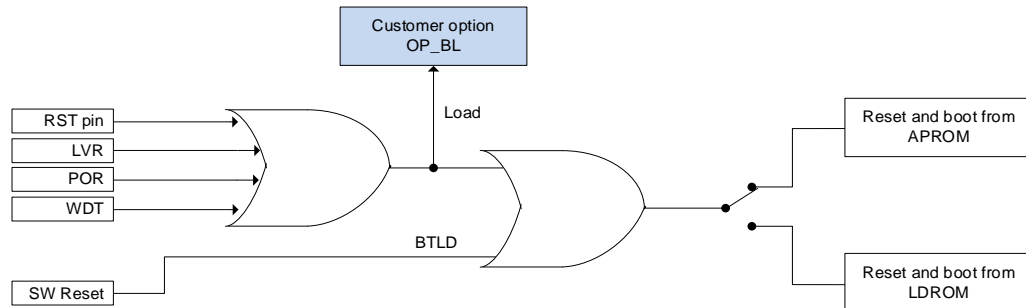 Customer option
OP_BL
Load
RST pin
LVR
POR
WDT
BTLD
SW Reset
Reset and boot from
APROM
Reset and boot from
LDROM